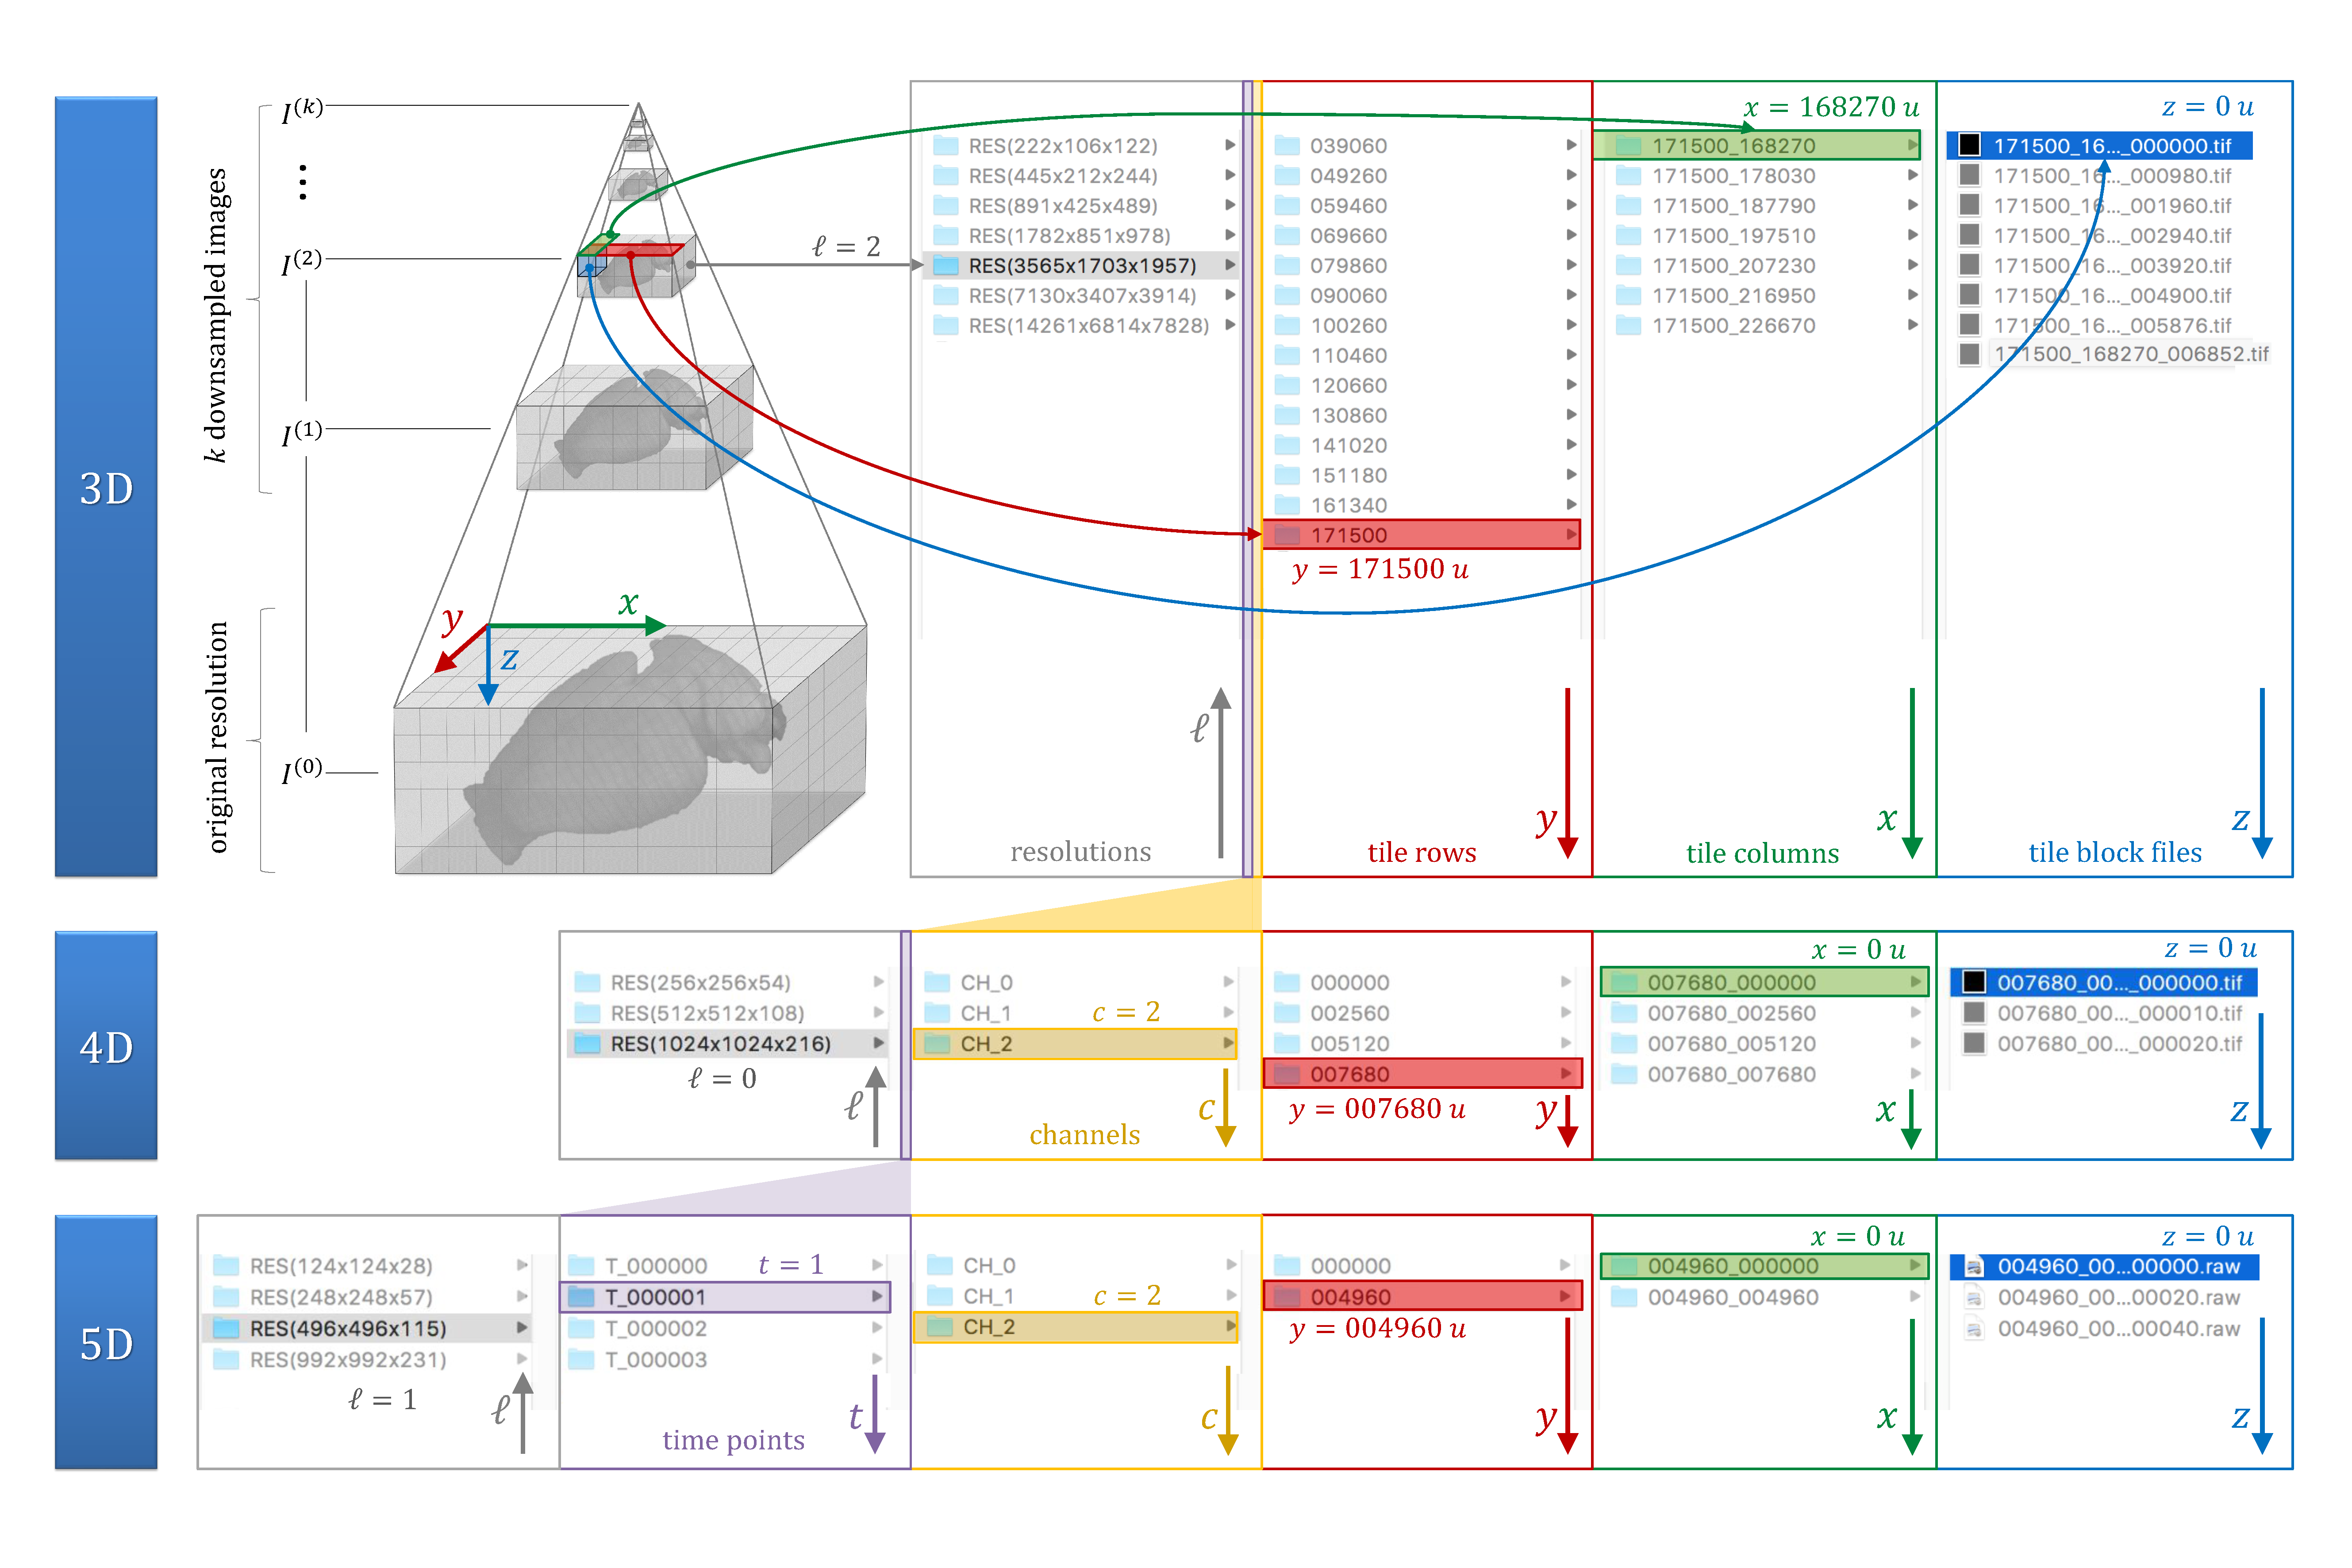 3D
k downsampled images
original resolution
I(k)
⋮
I(2)
I(1)
I(0)
x
y
z
ℓ = 2
RES(222x106x122)
RES(445x212x244)
RES(891x425x489)
RES(1782x851x978)
RES(3565x1703x1957)
RES(7130x3407x3914)
RES(14261x6814x7828)
ℓ
resolutions
039060
049260
059460
069660
079860
090060
100260
110460
120660
130860
141020
151180
161340
171500
y = 171500 u
y
tile rows
x = 168270 u
171500_168270
171500_178030
171500_187790
171500_197510
171500_207230
171500_216950
171500_226670
x
tile columns
z = 0 u
171500_16..._000000.tif
171500_16..._000980.tif
171500_16..._001960.tif
171500_16..._002940.tif
171500_16..._003920.tif
171500_16..._004900.tif
171500_16..._005876.tif
171500_168270_006852.tif
z
tile block files
4D
RES(256x256x54)
RES(512x512x108)
RES(1024x1024x216)
ℓ = 0
ℓ
CH_0
CH_1
c = 2
CH_2
c
channels
000000
002560
005120
007680
y = 007680 u
y
x = 0 u
007680_000000
007680_002560
007680_005120
007680_007680
x
z = 0 u
007680_00..._000000.tif
007680_00..._000010.tif
007680_00..._000020.tif
z
5D
RES(124x124x28)
RES(248x248x57)
RES(496x496x115)
RES(992x992x231)
ℓ = 1
ℓ
T_000000
t = 1
T_000001
T_000002
T_000003
t
time points
CH_0
CH_1
c = 2
CH_2
c
000000
004960
y = 004960 u
y
x = 0 u
004960_000000
004960_004960
x
z = 0 u
004960_00...00000.raw
004960_00...00020.raw
004960_00...00040.raw
z